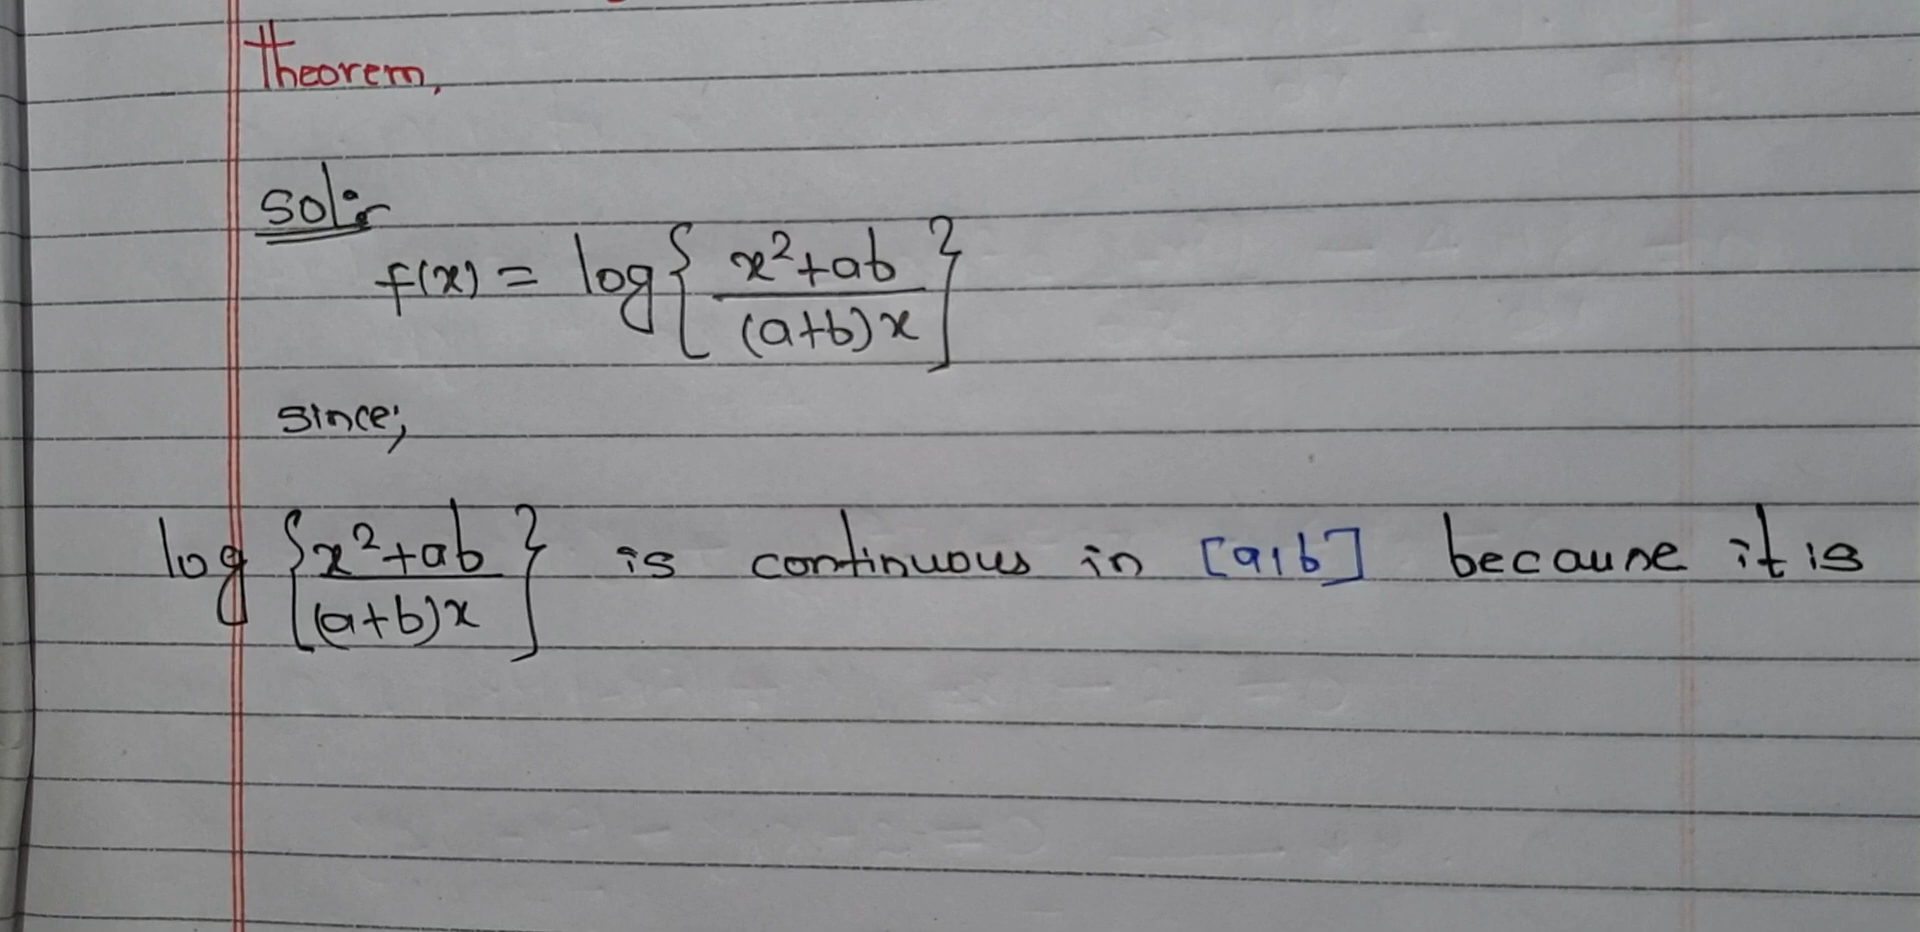 Theorem,
Sol:-
f(x) = log{ x²+ab / (a+b)x }
since;
log { x²+ab / (a+b)x } is continuous in [a,b] because it is